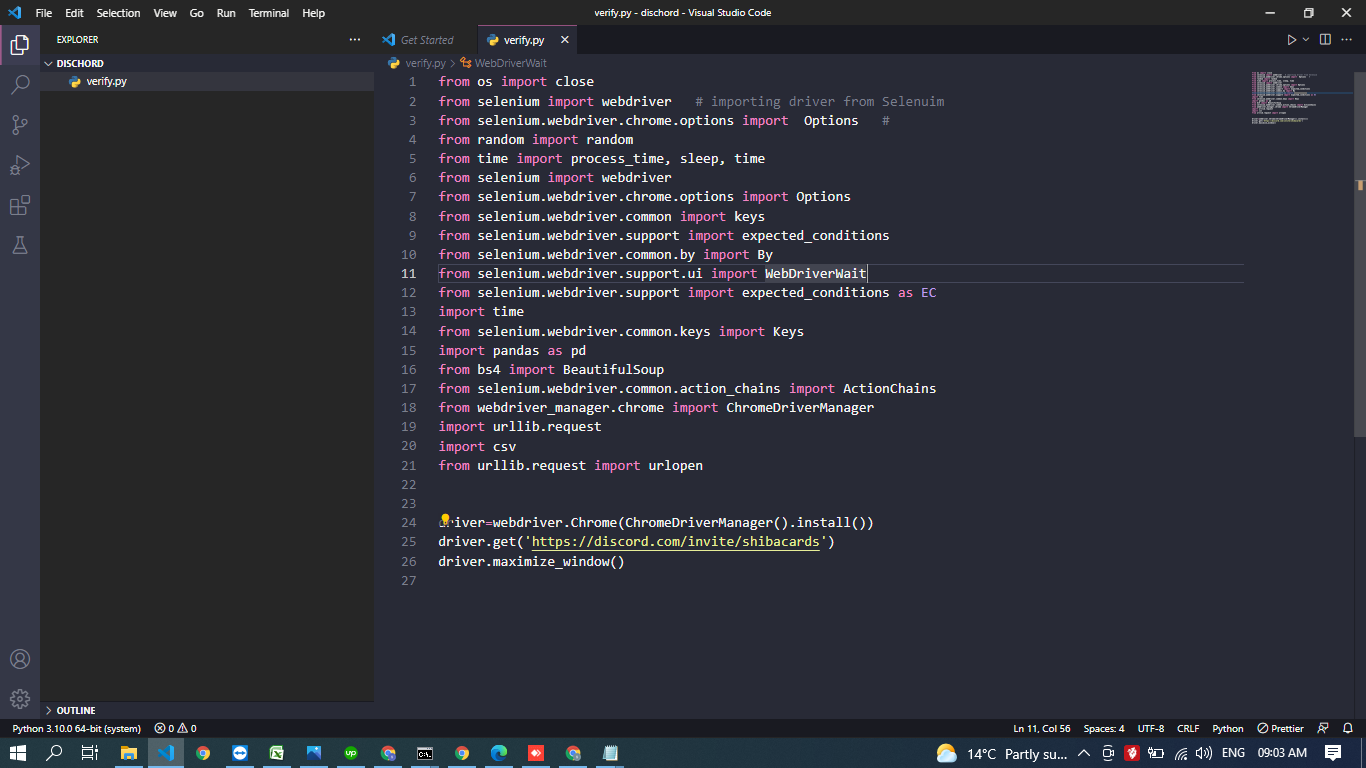 File Edit Selection View Go Run Terminal Help
verify.py - dischord - Visual Studio Code
EXPLORER
DISCHORD
verify.py
Get Started
verify.py
verify.py > WebDriverWait
1 from os import close
2 from selenium import webdriver # importing driver from Selenuim
3 from selenium.webdriver.chrome.options import Options #
4 from random import random
5 from time import process_time, sleep, time
6 from selenium import webdriver
7 from selenium.webdriver.chrome.options import Options
8 from selenium.webdriver.common import keys
9 from selenium.webdriver.support import expected_conditions
10 from selenium.webdriver.common.by import By
11 from selenium.webdriver.support.ui import WebDriverWait
12 from selenium.webdriver.support import expected_conditions as EC
13 import time
14 from selenium.webdriver.common.keys import Keys
15 import pandas as pd
16 from bs4 import BeautifulSoup
17 from selenium.webdriver.common.action_chains import ActionChains
18 from webdriver_manager.chrome import ChromeDriverManager
19 import urllib.request
20 import csv
21 from urllib.request import urlopen
22
23
24 driver=webdriver.Chrome(ChromeDriverManager().install())
25 driver.get('https://discord.com/invite/shibacards')
26 driver.maximize_window()
27
OUTLINE
Python 3.10.0 64-bit (system) 0 0
Ln 11, Col 56 Spaces: 4 UTF-8 CRLF Python Prettier
14°C Partly su... ENG 09:03 AM